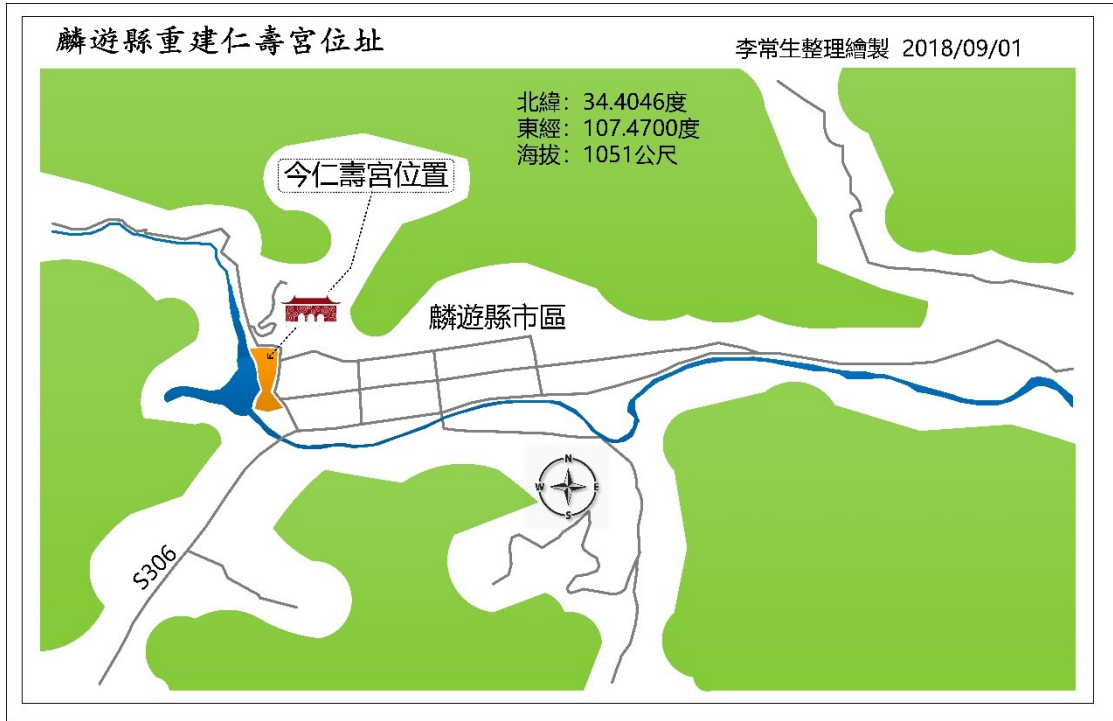 麟遊縣重建仁壽宮位址
李常生整理繪製 2018/09/01
北緯：34.4046度
東經：107.4700度
海拔：1051公尺
今仁壽宮位置
麟遊縣市區
N
W
E
S
S306